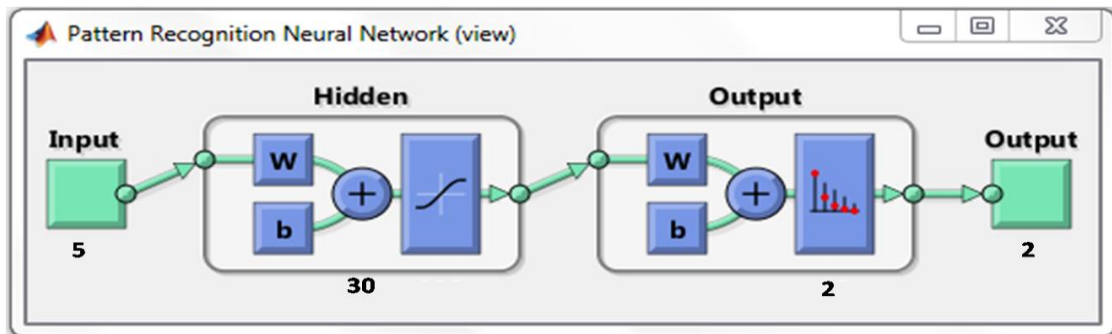 Pattern Recognition Neural Network (view)
Hidden
Output
Input
Output
W
W
b
b
5
30
2
2